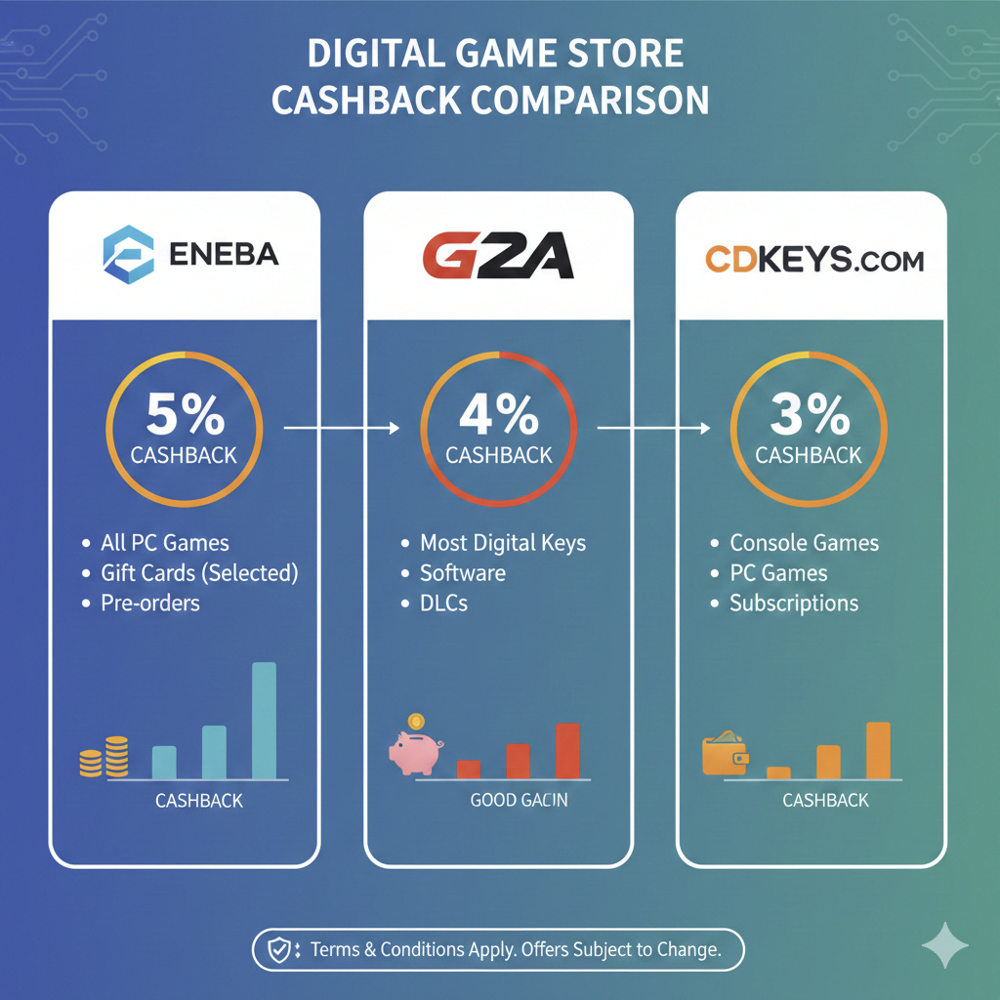 DIGITAL GAME STORE
CASHBACK COMPARISON
ENEBA
G2A
CDKEYS.COM
5%
CASHBACK
4%
CASHBACK
3%
CASHBACK
• All PC Games
• Gift Cards (Selected)
• Pre-orders
• Most Digital Keys
• Software
• DLCs
• Console Games
• PC Games
• Subscriptions
CASHBACK
GOOD
CASHBACK
Terms & Conditions Apply. Offers Subject to Change.